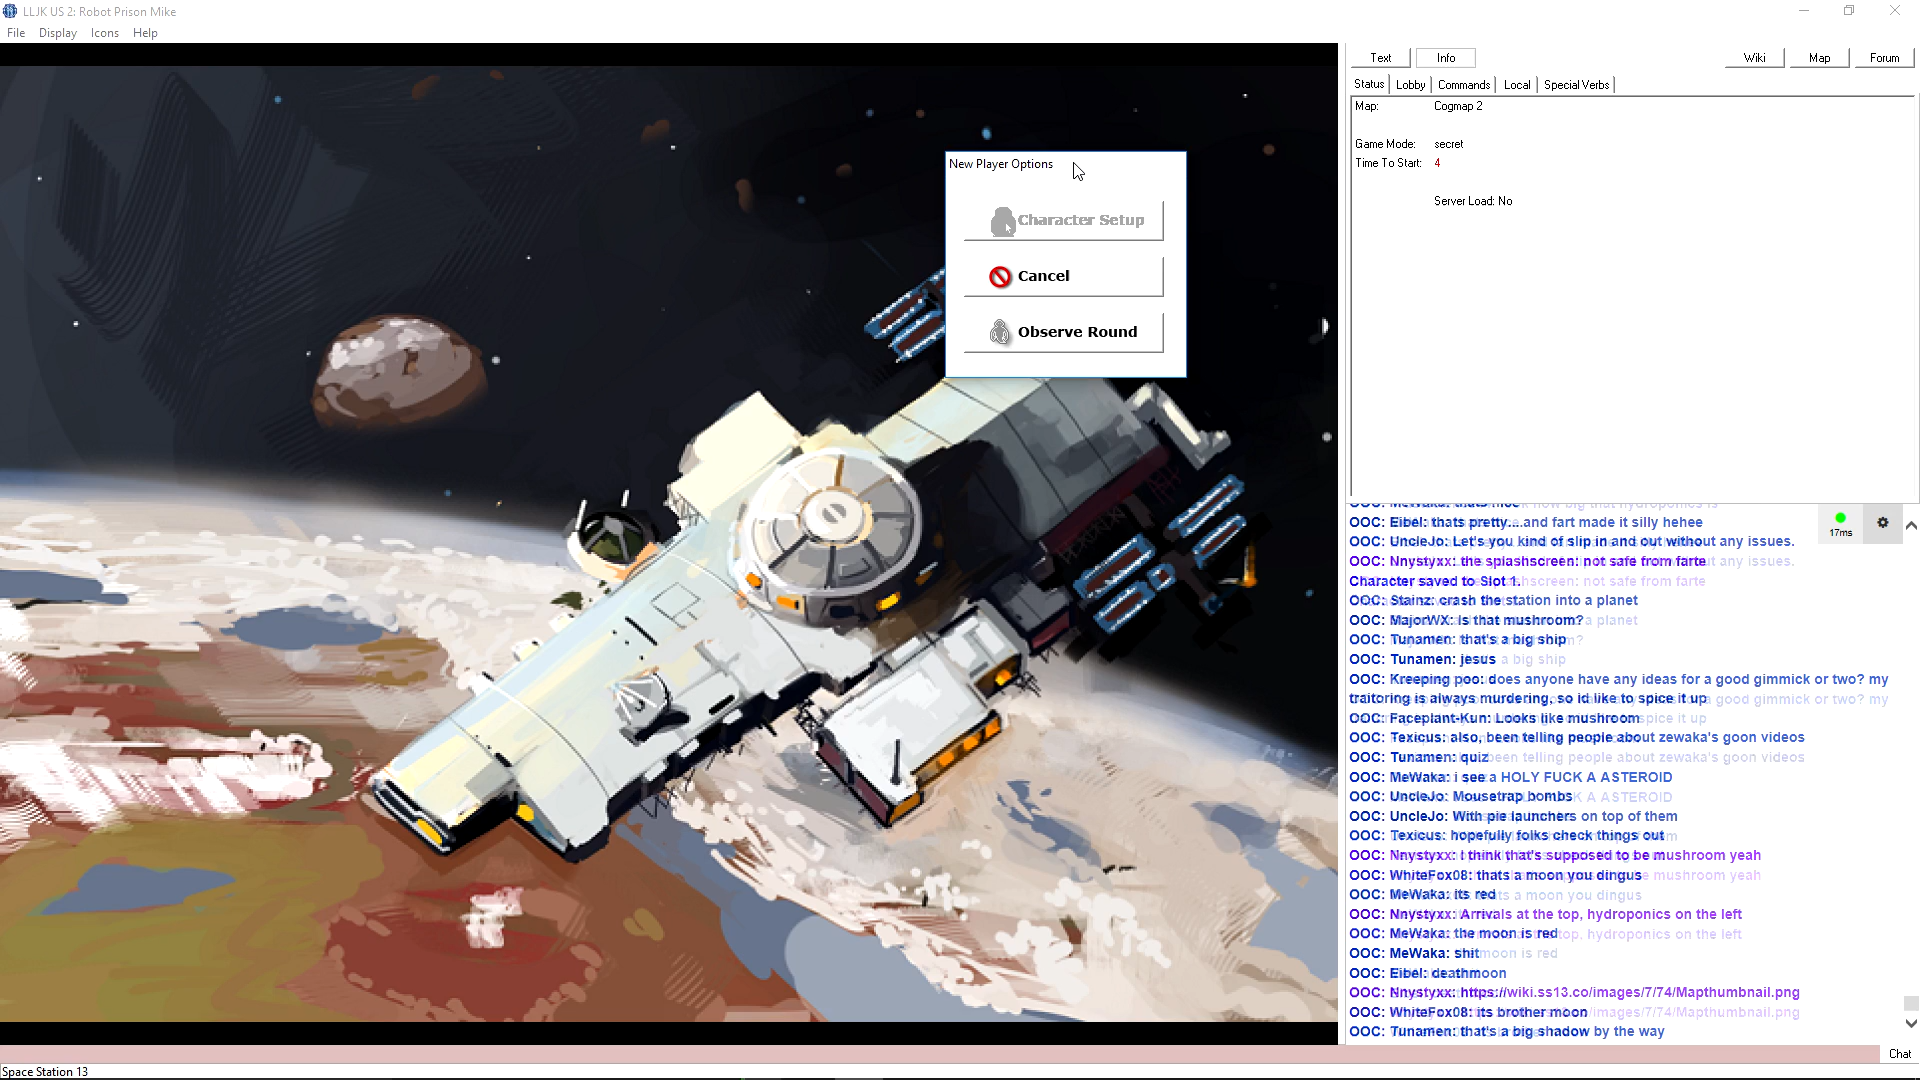 LLJK US 2: Robot Prison Mike
File Display Icons Help
Text Info Wiki Map Forum
Status Lobby Commands Local Special Verbs
Map: Cogmap 2
Game Mode: secret
Time To Start: 4
Server Load: No
New Player Options
Character Setup
Cancel
Observe Round
17ms
OOC: Eibel: thats pretty....and fart made it silly hehee
OOC: UncleJo: Let's you kind of slip in and out without any issues.
OOC: Nnystyxx: the splashscreen: not safe from farte
Character saved to Slot 1.
OOC: Stainz: crash the station into a planet
OOC: MajorWX: is that mushroom?
OOC: Tunamen: that's a big ship
OOC: Tunamen: jesus
OOC: Kreeping poo: does anyone have any ideas for a good gimmick or two? my
traitoring is always murdering, so id like to spice it up
OOC: Faceplant-Kun: Looks like mushroom
OOC: Texicus: also, been telling people about zewaka's goon videos
OOC: Tunamen: quiz
OOC: MeWaka: i see a HOLY FUCK A ASTEROID
OOC: UncleJo: Mousetrap bombs
OOC: UncleJo: With pie launchers on top of them
OOC: Texicus: hopefully folks check things out
OOC: Nnystyxx: I think that's supposed to be mushroom yeah
OOC: WhiteFox08: thats a moon you dingus
OOC: MeWaka: its red
OOC: Nnystyxx: Arrivals at the top, hydroponics on the left
OOC: MeWaka: the moon is red
OOC: MeWaka: shit
OOC: Eibel: deathmoon
OOC: Nnystyxx: https://wiki.ss13.co/images/7/74/Mapthumbnail.png
OOC: WhiteFox08: its brother moon
OOC: Tunamen: that's a big shadow by the way
Chat
Space Station 13